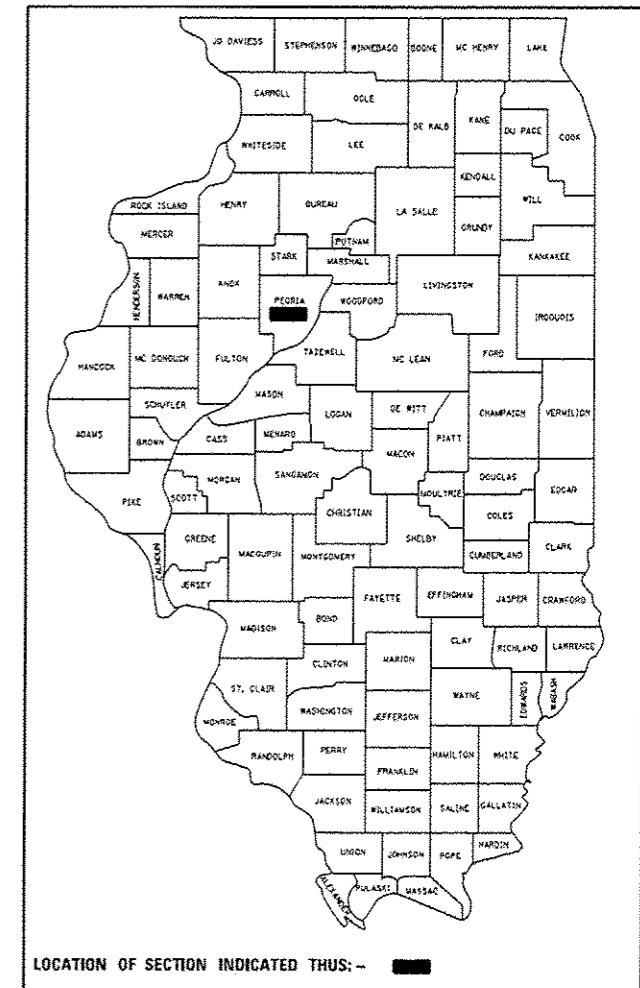 JO DAVIESS STEPHENSON WINNEBAGO BOONE MC HENRY LAKE
CARROLL OGLE DE KALB KANE DU PAGE COOK
WHITESIDE LEE KENDALL WILL
ROCK ISLAND HENRY BUREAU LA SALLE GRUNDY
MERCER STARK PUTNAM MARSHALL KANKAKEE
HENDERSON WARREN KNOX PEORIA WOODFORD LIVINGSTON IROQUOIS
HANCOCK MC DONOUGH FULTON TAZEWELL MC LEAN FORD
SCHUYLER MASON LOGAN DE WITT CHAMPAIGN VERMILION
ADAMS BROWN CASS MENARD MACON PIATT
PIKE SCOTT MORGAN SANGAMON CHRISTIAN MOULTRIE DOUGLAS EDGAR
COLES
CALHOUN GREENE MACOUPIN MONTGOMERY SHELBY CUMBERLAND CLARK
JERSEY FAYETTE EFFINGHAM JASPER CRAWFORD
MADISON BOND CLAY RICHLAND LAWRENCE
CLINTON MARION
ST. CLAIR WASHINGTON JEFFERSON WAYNE EDWARDS WABASH
MONROE
RANDOLPH PERRY FRANKLIN HAMILTON WHITE
JACKSON WILLIAMSON SALINE GALLATIN
UNION JOHNSON POPE HARDIN
ALEXANDER PULASKI MASSAC
LOCATION OF SECTION INDICATED THUS: -